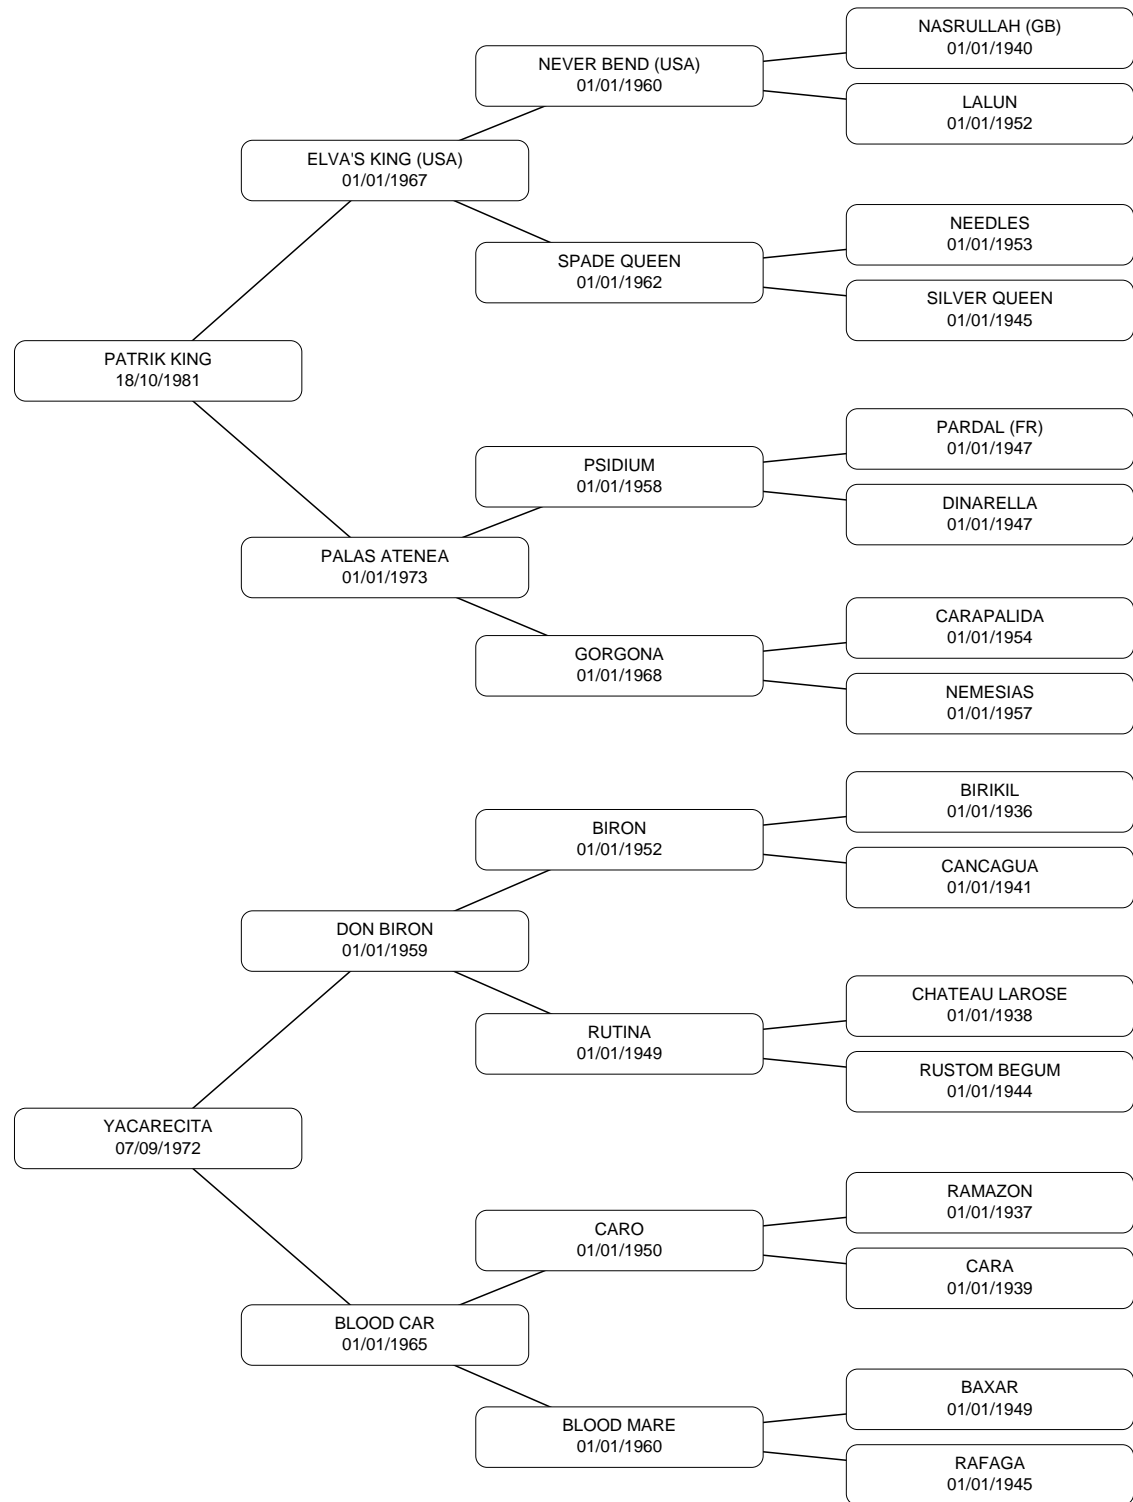 NASRULLAH (GB)
01/01/1940
NEVER BEND (USA)
01/01/1960
LALUN
01/01/1952
ELVA'S KING (USA)
01/01/1967
NEEDLES
01/01/1953
SPADE QUEEN
01/01/1962
SILVER QUEEN
01/01/1945
PATRIK KING
18/10/1981
PARDAL (FR)
01/01/1947
PSIDIUM
01/01/1958
DINARELLA
01/01/1947
PALAS ATENEA
01/01/1973
CARAPALIDA
01/01/1954
GORGONA
01/01/1968
NEMESIAS
01/01/1957
BIRIKIL
01/01/1936
BIRON
01/01/1952
CANCAGUA
01/01/1941
DON BIRON
01/01/1959
CHATEAU LAROSE
01/01/1938
RUTINA
01/01/1949
RUSTOM BEGUM
01/01/1944
YACARECITA
07/09/1972
RAMAZON
01/01/1937
CARO
01/01/1950
CARA
01/01/1939
BLOOD CAR
01/01/1965
BAXAR
01/01/1949
BLOOD MARE
01/01/1960
RAFAGA
01/01/1945